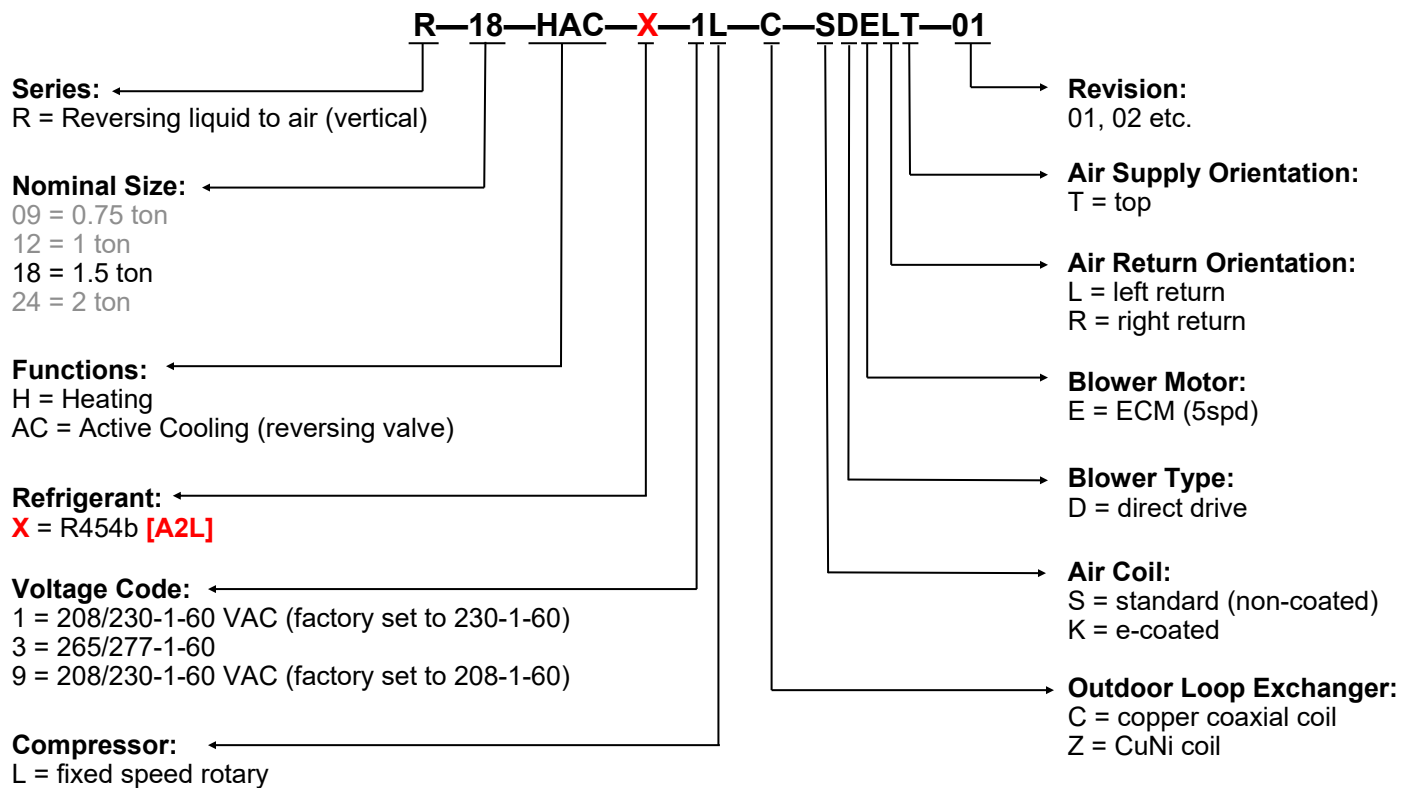 R—18—HAC—X—1L—C—SDELT—01
Series:
R = Reversing liquid to air (vertical)
Nominal Size:
09 = 0.75 ton
12 = 1 ton
18 = 1.5 ton
24 = 2 ton
Functions:
H = Heating
AC = Active Cooling (reversing valve)
Refrigerant:
X = R454b [A2L]
Voltage Code:
1 = 208/230-1-60 VAC (factory set to 230-1-60)
3 = 265/277-1-60
9 = 208/230-1-60 VAC (factory set to 208-1-60)
Compressor:
L = fixed speed rotary
Revision:
01, 02 etc.
Air Supply Orientation:
T = top
Air Return Orientation:
L = left return
R = right return
Blower Motor:
E = ECM (5spd)
Blower Type:
D = direct drive
Air Coil:
S = standard (non-coated)
K = e-coated
Outdoor Loop Exchanger:
C = copper coaxial coil
Z = CuNi coil